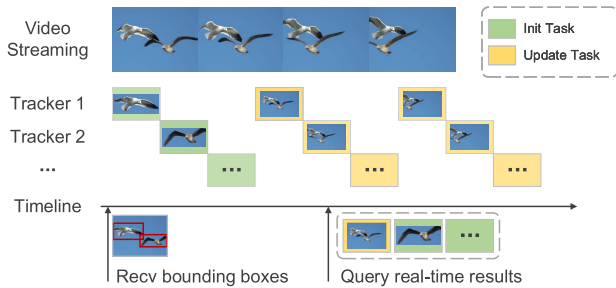 Video
Streaming
Init Task
Update Task
Tracker 1
Tracker 2
...
...
...
...
Timeline
...
Recv bounding boxes
Query real-time results